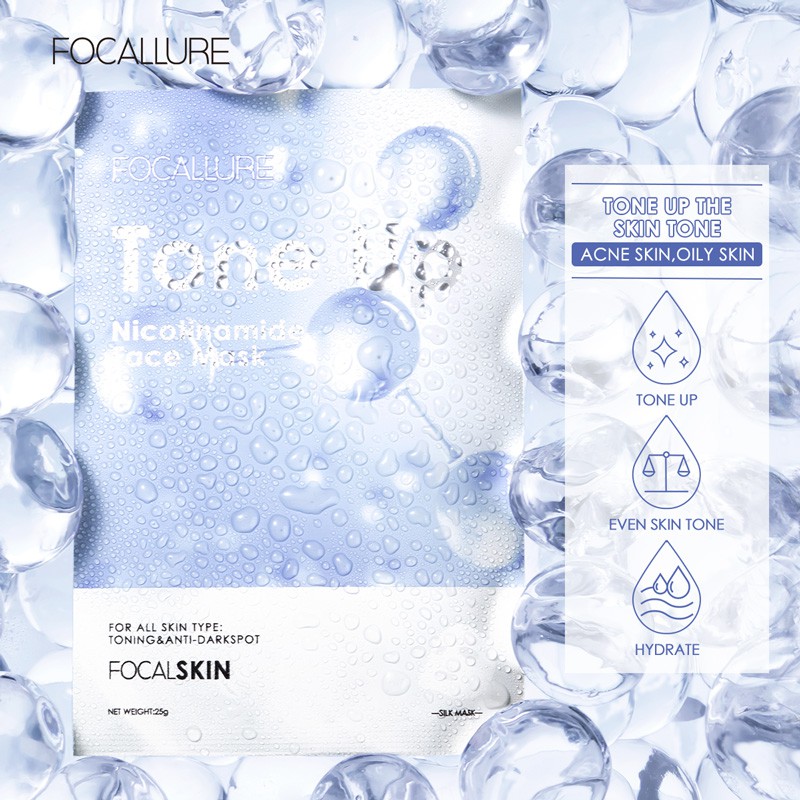 FOCALLURE
FOCALLURE
Tone Up
Nicotinamide
Face Mask
FOR ALL SKIN TYPE:
TONING&ANTI-DARKSPOT
FOCALSKIN
NET WEIGHT:25g
SILK MASK
TONE UP THE
SKIN TONE
ACNE SKIN,OILY SKIN
TONE UP
EVEN SKIN TONE
HYDRATE